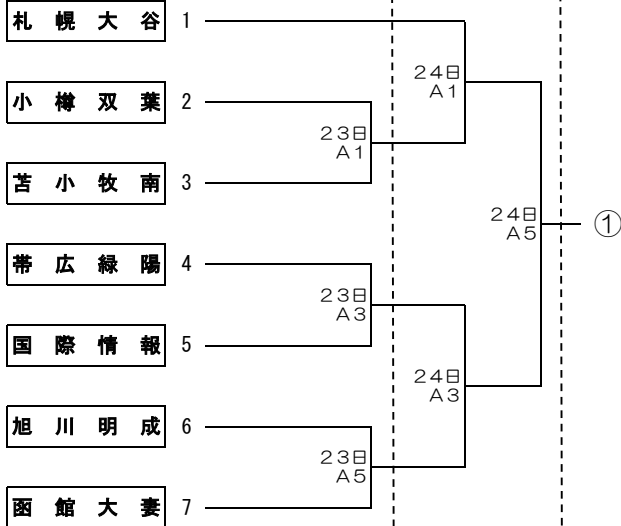 札幌大谷 1
24日
A1
小樽双葉 2
23日
A1
苫小牧南 3
24日
A5
①
帯広緑陽 4
23日
A3
国際情報 5
24日
A3
旭川明成 6
23日
A5
函館大妻 7